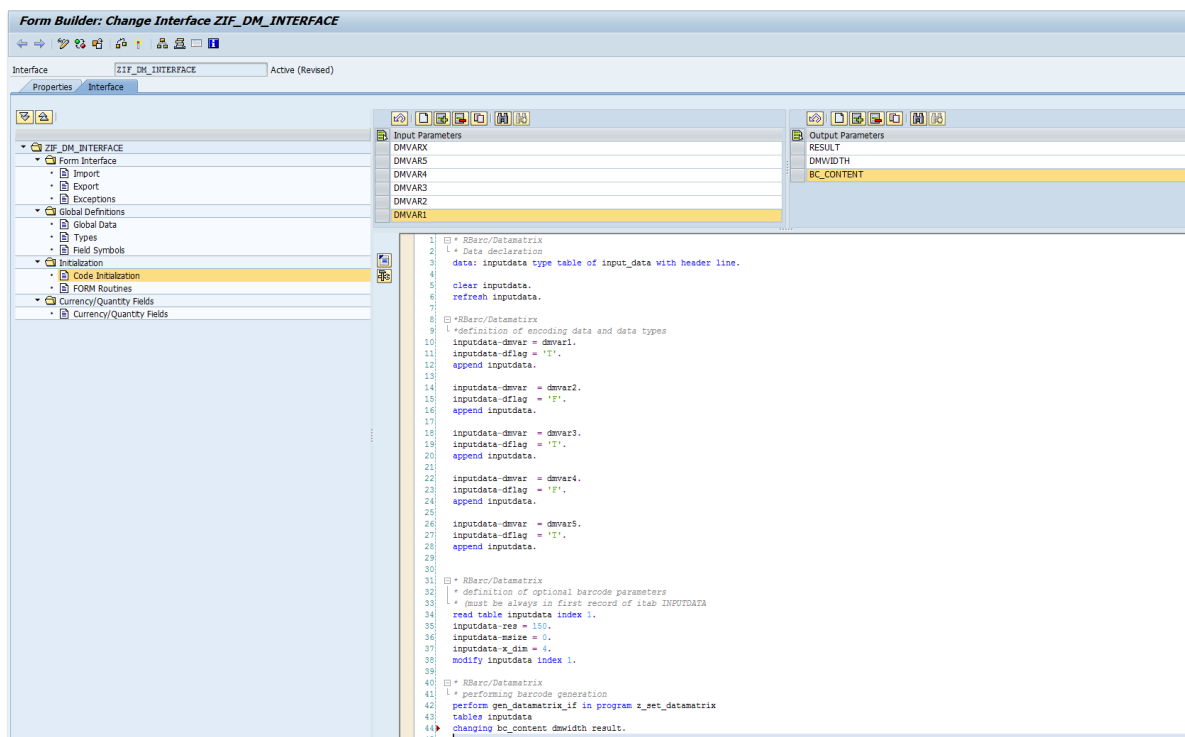 Form Builder: Change Interface ZIF_DM_INTERFACE
Interface ZIF_DM_INTERFACE Active (Revised)
Properties Interface
ZIF_DM_INTERFACE
Form Interface
Import
Export
Exceptions
Global Definitions
Global Data
Types
Field Symbols
Initialization
Code Initialization
FORM Routines
Currency/Quantity Fields
Currency/Quantity Fields
Input Parameters
DMVARX
DMVAR5
DMVAR4
DMVAR3
DMVAR2
DMVAR1
Output Parameters
RESULT
DMWIDTH
BC_CONTENT
1 * RBarc/Datamatrix
2 * Data declaration
3 data: inputdata type table of input_data with header line.
4
5 clear inputdata.
6 refresh inputdata.
7
8 *RBarc/Datamatirx
9 *definition of encoding data and data types
10 inputdata-dmvar = dmvar1.
11 inputdata-dflag = 'T'.
12 append inputdata.
13
14 inputdata-dmvar = dmvar2.
15 inputdata-dflag = 'F'.
16 append inputdata.
17
18 inputdata-dmvar = dmvar3.
19 inputdata-dflag = 'T'.
20 append inputdata.
21
22 inputdata-dmvar = dmvar4.
23 inputdata-dflag = 'F'.
24 append inputdata.
25
26 inputdata-dmvar = dmvar5.
27 inputdata-dflag = 'T'.
28 append inputdata.
29
30
31 * RBarc/Datamatrix
32 * definition of optional barcode parameters
33 * (must be always in first record of itab INPUTDATA
34 read table inputdata index 1.
35 inputdata-res = 150.
36 inputdata-msize = 0.
37 inputdata-x_dim = 4.
38 modify inputdata index 1.
39
40 * RBarc/Datamatrix
41 * performing barcode generation
42 perform gen_datamatrix_if in program z_set_datamatrix
43 tables inputdata
44 changing bc_content dmwidth result.